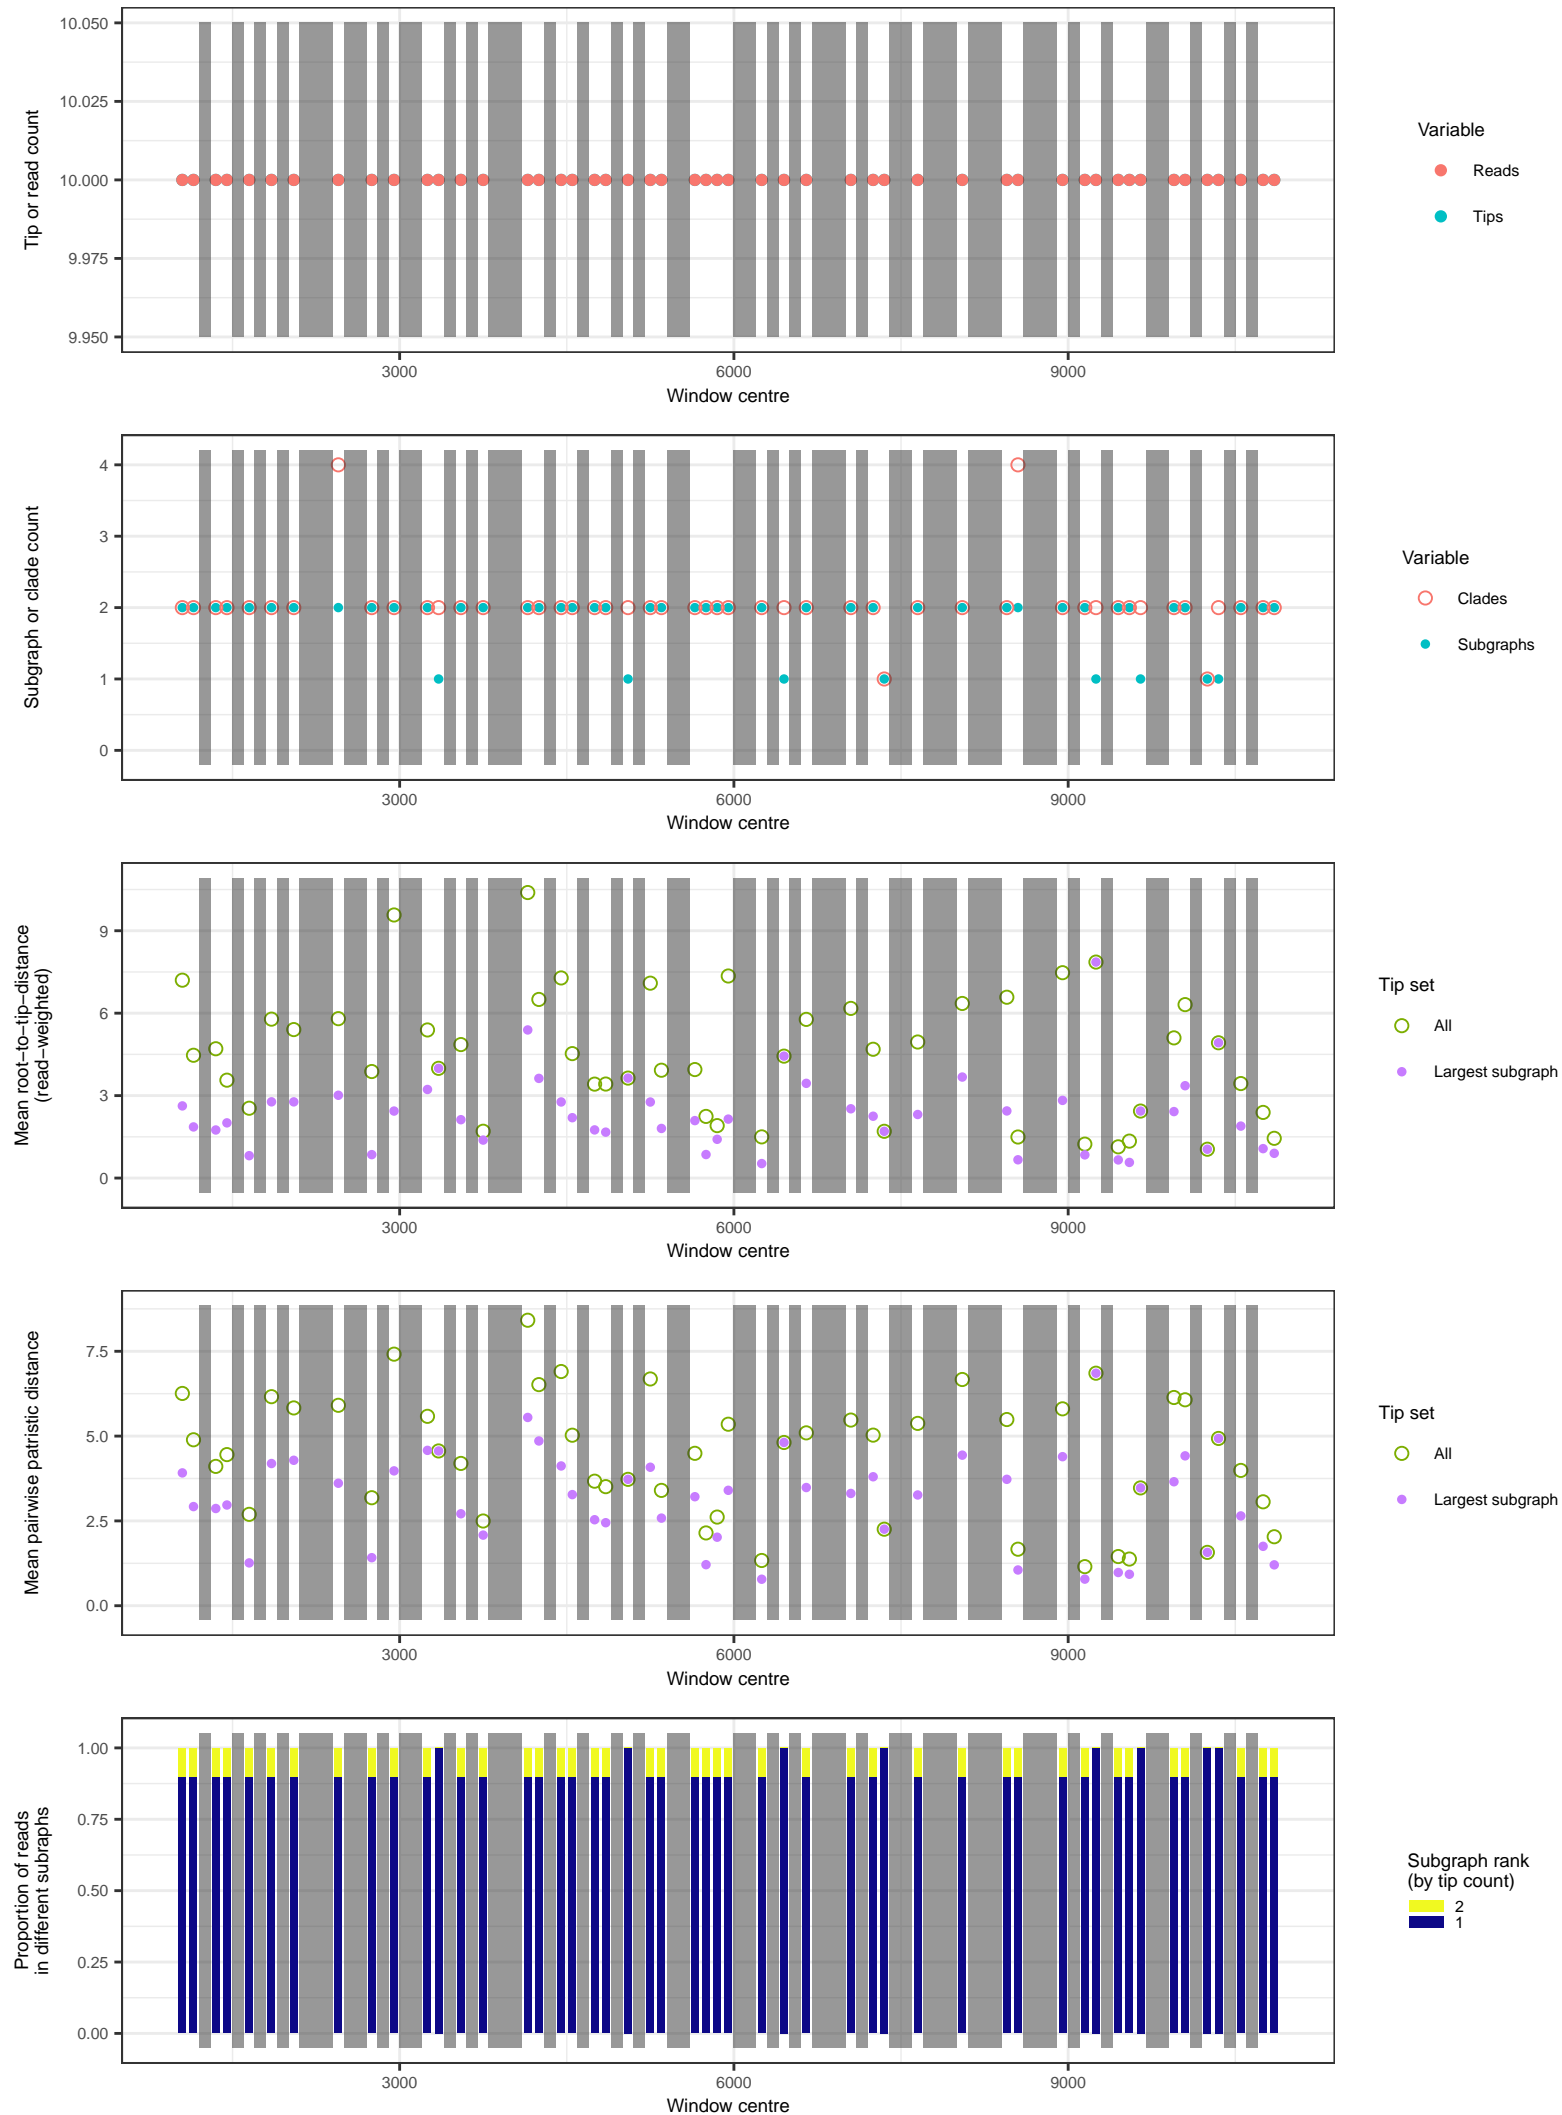 10.050
10.025
10.000
9.975
9.950
Tip or read count
3000
6000
9000
Window centre
Variable
Reads
Tips
4
3
2
1
0
Subgraph or clade count
3000
6000
9000
Window centre
Variable
Clades
Subgraphs
9
6
3
0
Mean root−to−tip−distance
(read−weighted)
3000
6000
9000
Window centre
Tip set
All
Largest subgraph
7.5
5.0
2.5
0.0
Mean pairwise patristic distance
3000
6000
9000
Window centre
Tip set
All
Largest subgraph
1.00
0.75
0.50
0.25
0.00
Proportion of reads
in different subraphs
3000
6000
9000
Window centre
Subgraph rank
(by tip count)
2
1